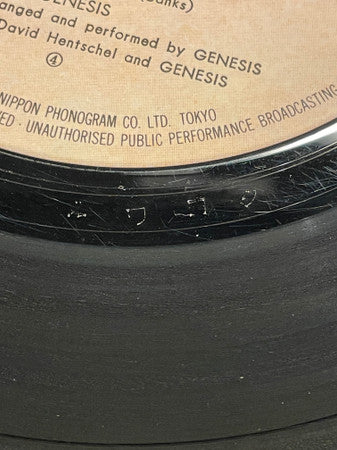 GENESIS
anged and performed by GENESIS
David Hentschel and GENESIS
④
NIPPON PHONOGRAM CO. LTD. TOKYO
ED · UNAUTHORISED PUBLIC PERFORMANCE BROADCASTING